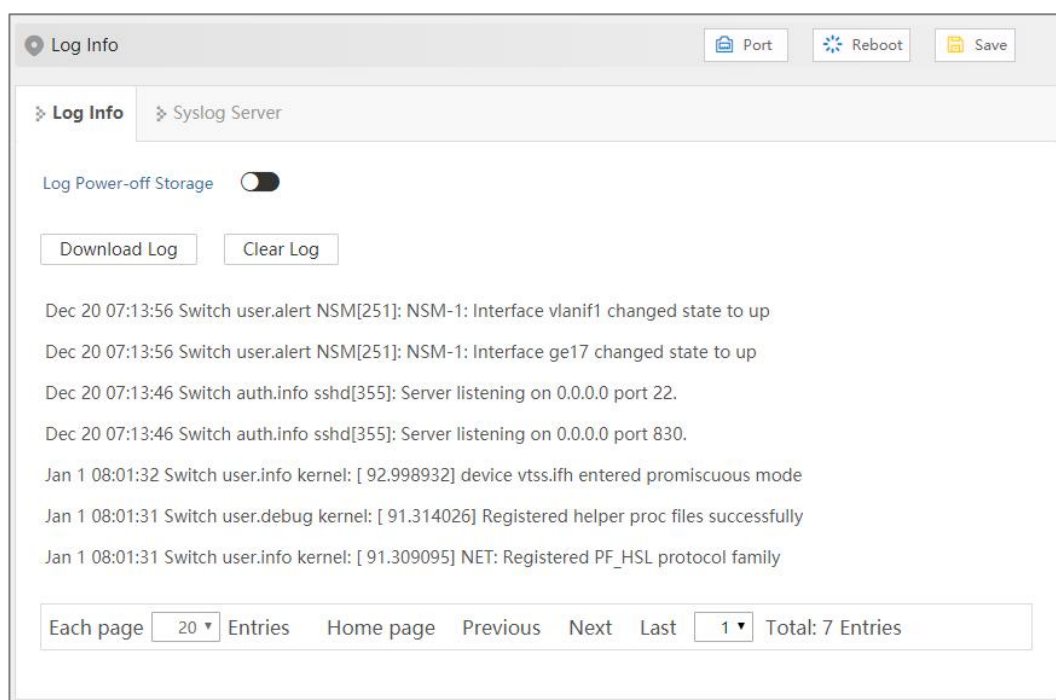 Log Info Port Reboot Save
Log Info Syslog Server
Log Power-off Storage
Download Log Clear Log
Dec 20 07:13:56 Switch user.alert NSM[251]: NSM-1: Interface vlanif1 changed state to up
Dec 20 07:13:56 Switch user.alert NSM[251]: NSM-1: Interface ge17 changed state to up
Dec 20 07:13:46 Switch auth.info sshd[355]: Server listening on 0.0.0.0 port 22.
Dec 20 07:13:46 Switch auth.info sshd[355]: Server listening on 0.0.0.0 port 830.
Jan 1 08:01:32 Switch user.info kernel: [ 92.998932] device vtss.ifh entered promiscuous mode
Jan 1 08:01:31 Switch user.debug kernel: [ 91.314026] Registered helper proc files successfully
Jan 1 08:01:31 Switch user.info kernel: [ 91.309095] NET: Registered PF_HSL protocol family
Each page 20 Entries Home page Previous Next Last 1 Total: 7 Entries